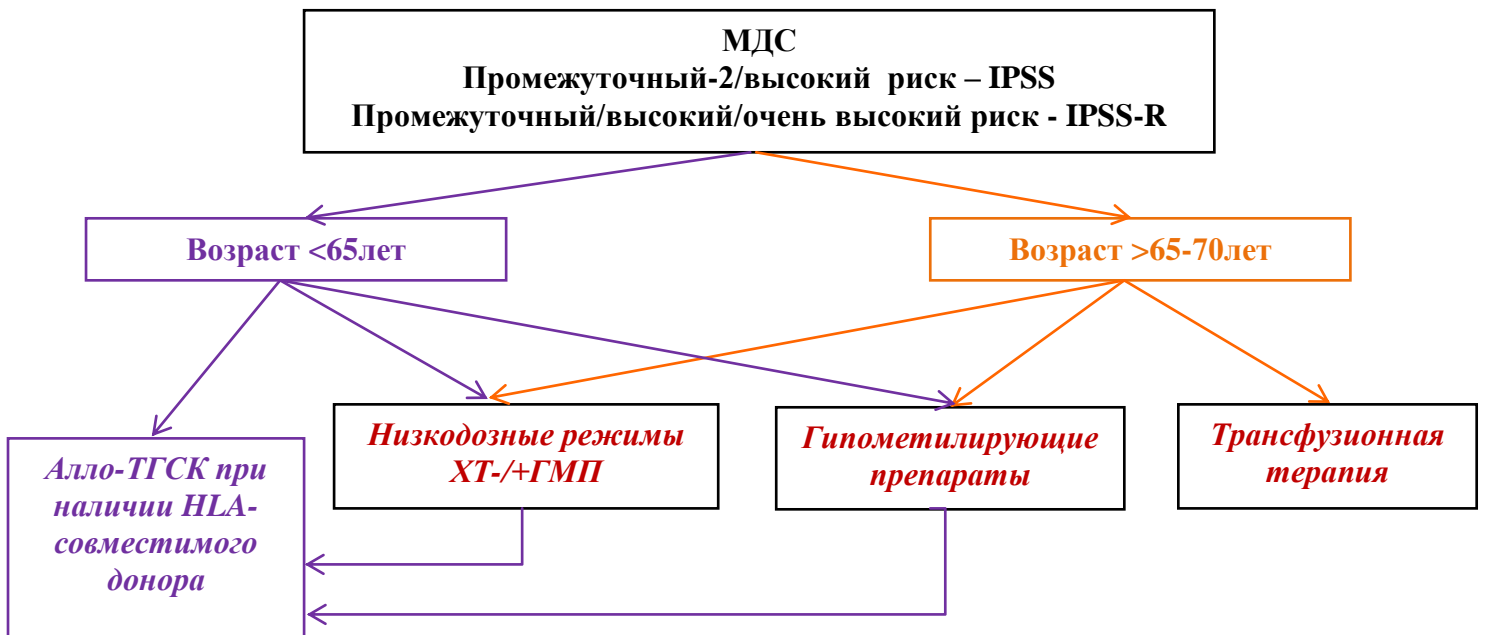 МДС
Промежуточный-2/высокий риск – IPSS
Промежуточный/высокий/очень высокий риск - IPSS-R
Возраст <65лет
Возраст >65-70лет
Низкодозные режимы
ХТ-/+ГМП
Гипометилирующие
препараты
Трансфузионная
терапия
Алло-ТГСК при
наличии HLA-
совместимого
донора